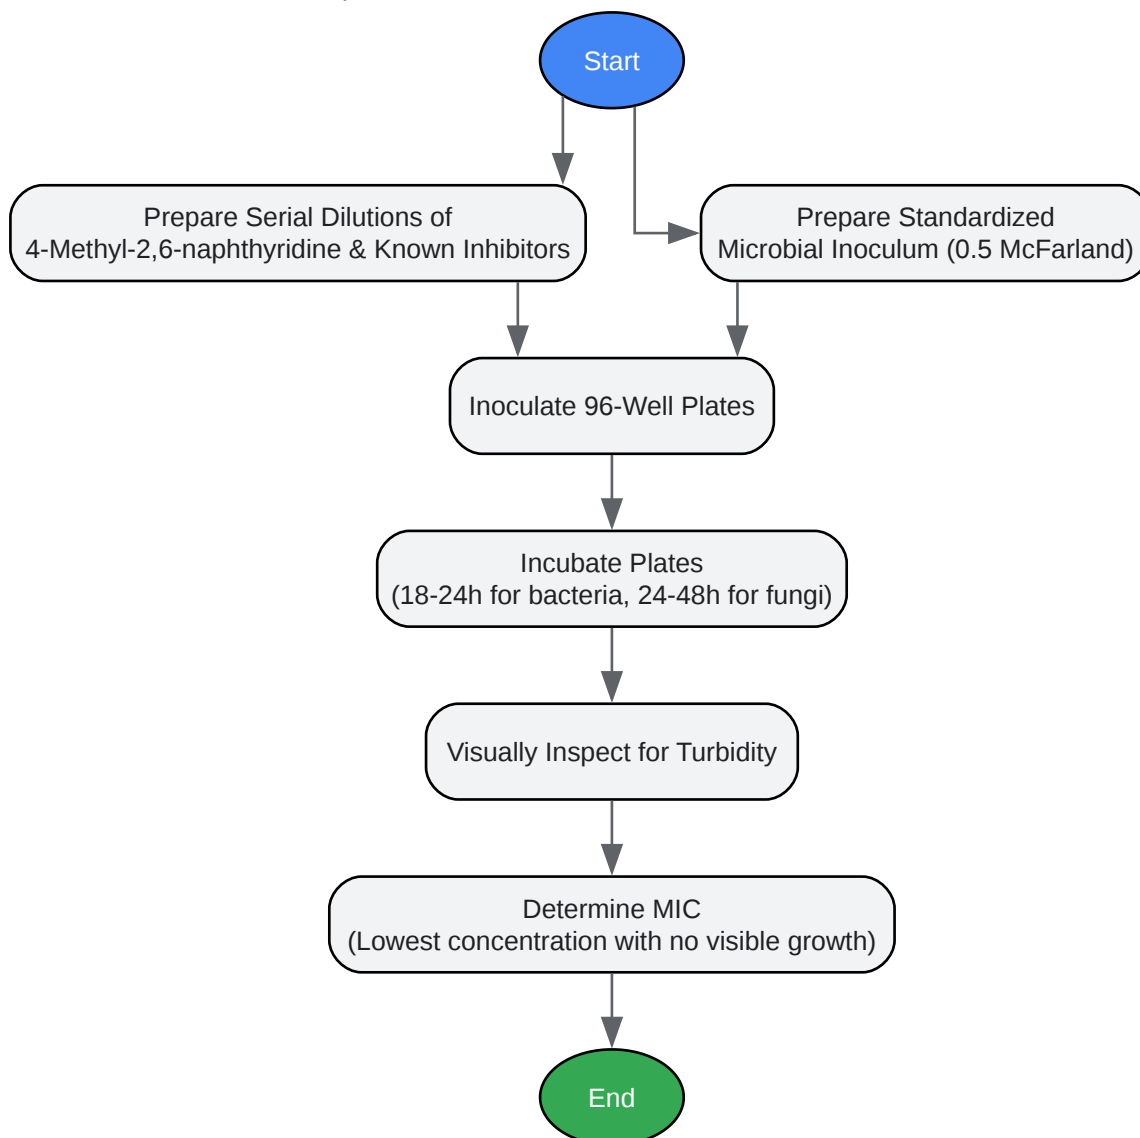 Start
Prepare Serial Dilutions of
4-Methyl-2,6-naphthyridine & Known Inhibitors
Prepare Standardized
Microbial Inoculum (0.5 McFarland)
Inoculate 96-Well Plates
Incubate Plates
(18-24h for bacteria, 24-48h for fungi)
Visually Inspect for Turbidity
Determine MIC
(Lowest concentration with no visible growth)
End